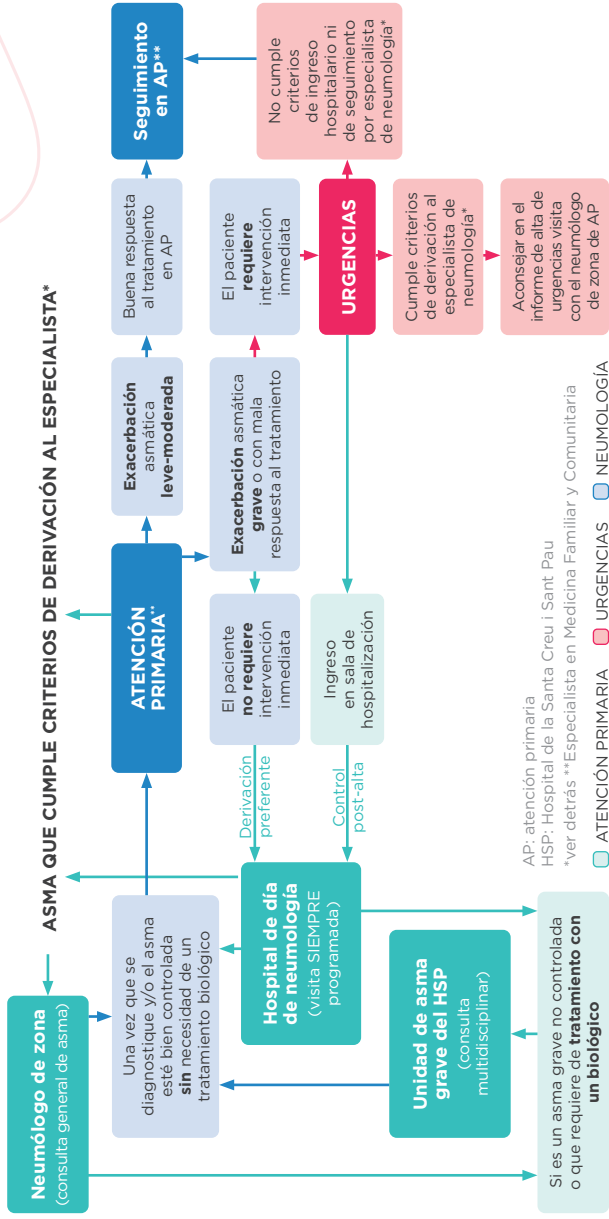 ASMA QUE CUMPLE CRITERIOS DE DERIVACIÓN AL ESPECIALISTA*
Neumólogo de zona
(consulta general de asma)
Una vez que se
diagnostique y/o el asma
esté bien controlada
sin necesidad de un
tratamiento biológico
ATENCIÓN
PRIMARIA**
Exacerbación
asmática
leve-moderada
Buena respuesta
al tratamiento
en AP
Seguimiento
en AP**
Hospital de día
de neumología
(visita SIEMPRE
programada)
Derivación
preferente
El paciente
no requiere
intervención
inmediata
Exacerbación asmática
grave o con mala
respuesta al tratamiento
El paciente
requiere
intervención
inmediata
No cumple
criterios
de ingreso
hospitalario ni
de seguimiento
por especialista
de neumología*
Control
post-alta
Ingreso
en sala de
hospitalización
URGENCIAS
Unidad de asma
grave del HSP
(consulta
multidisciplinar)
Cumple criterios
de derivación al
especialista de
neumología*
Si es un asma grave no controlada
o que requiere de tratamiento con
un biológico
Aconsejar en el
informe de alta de
urgencias visita
con el neumólogo
de zona de AP
AP: atención primaria
HSP: Hospital de la Santa Creu i Sant Pau
*ver detrás **Especialista en Medicina Familiar y Comunitaria
ATENCIÓN PRIMARIA
URGENCIAS
NEUMOLOGÍA